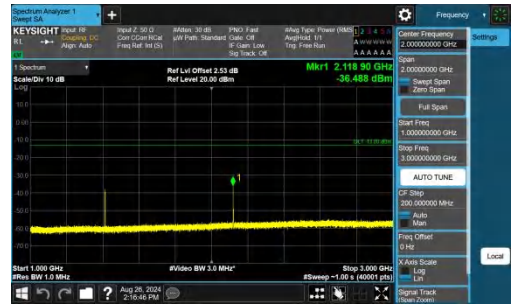 Spectrum Analyzer 1
Swept SA
KEYSIGHT
Input: RF
Coupling: DC
Align: Auto
Input Z: 50 Ω
Corr CCorr RCal
Freq Ref: Int (S)
#Atten: 30 dB
µW Path: Standard
PNO: Fast
Gate: Off
IF Gain: Low
Sig Track: Off
#Avg Type: Power (RMS)
Avg|Hold: 1/1
Trig: Free Run
1 Spectrum
Scale/Div 10 dB
Ref Lvl Offset 2.53 dB
Ref Level 20.00 dBm
Mkr1 2.118 90 GHz
-36.488 dBm
Log
10.0
0.00
-10.0
-20.0
-30.0
-40.0
-50.0
-60.0
-70.0
1
Start 1.000 GHz
#Res BW 1.0 MHz
#Video BW 3.0 MHz*
Stop 3.000 GHz
#Sweep ~1.00 s (40001 pts)
Aug 26, 2024
2:16:46 PM
Frequency
Settings
Center Frequency
2.000000000 GHz
Span
2.00000000 GHz
Swept Span
Zero Span
Full Span
Start Freq
1.000000000 GHz
Stop Freq
3.000000000 GHz
AUTO TUNE
CF Step
200.000000 MHz
Auto
Man
Freq Offset
0 Hz
X Axis Scale
Log
Lin
Signal Track
(Span Zoom)
Local